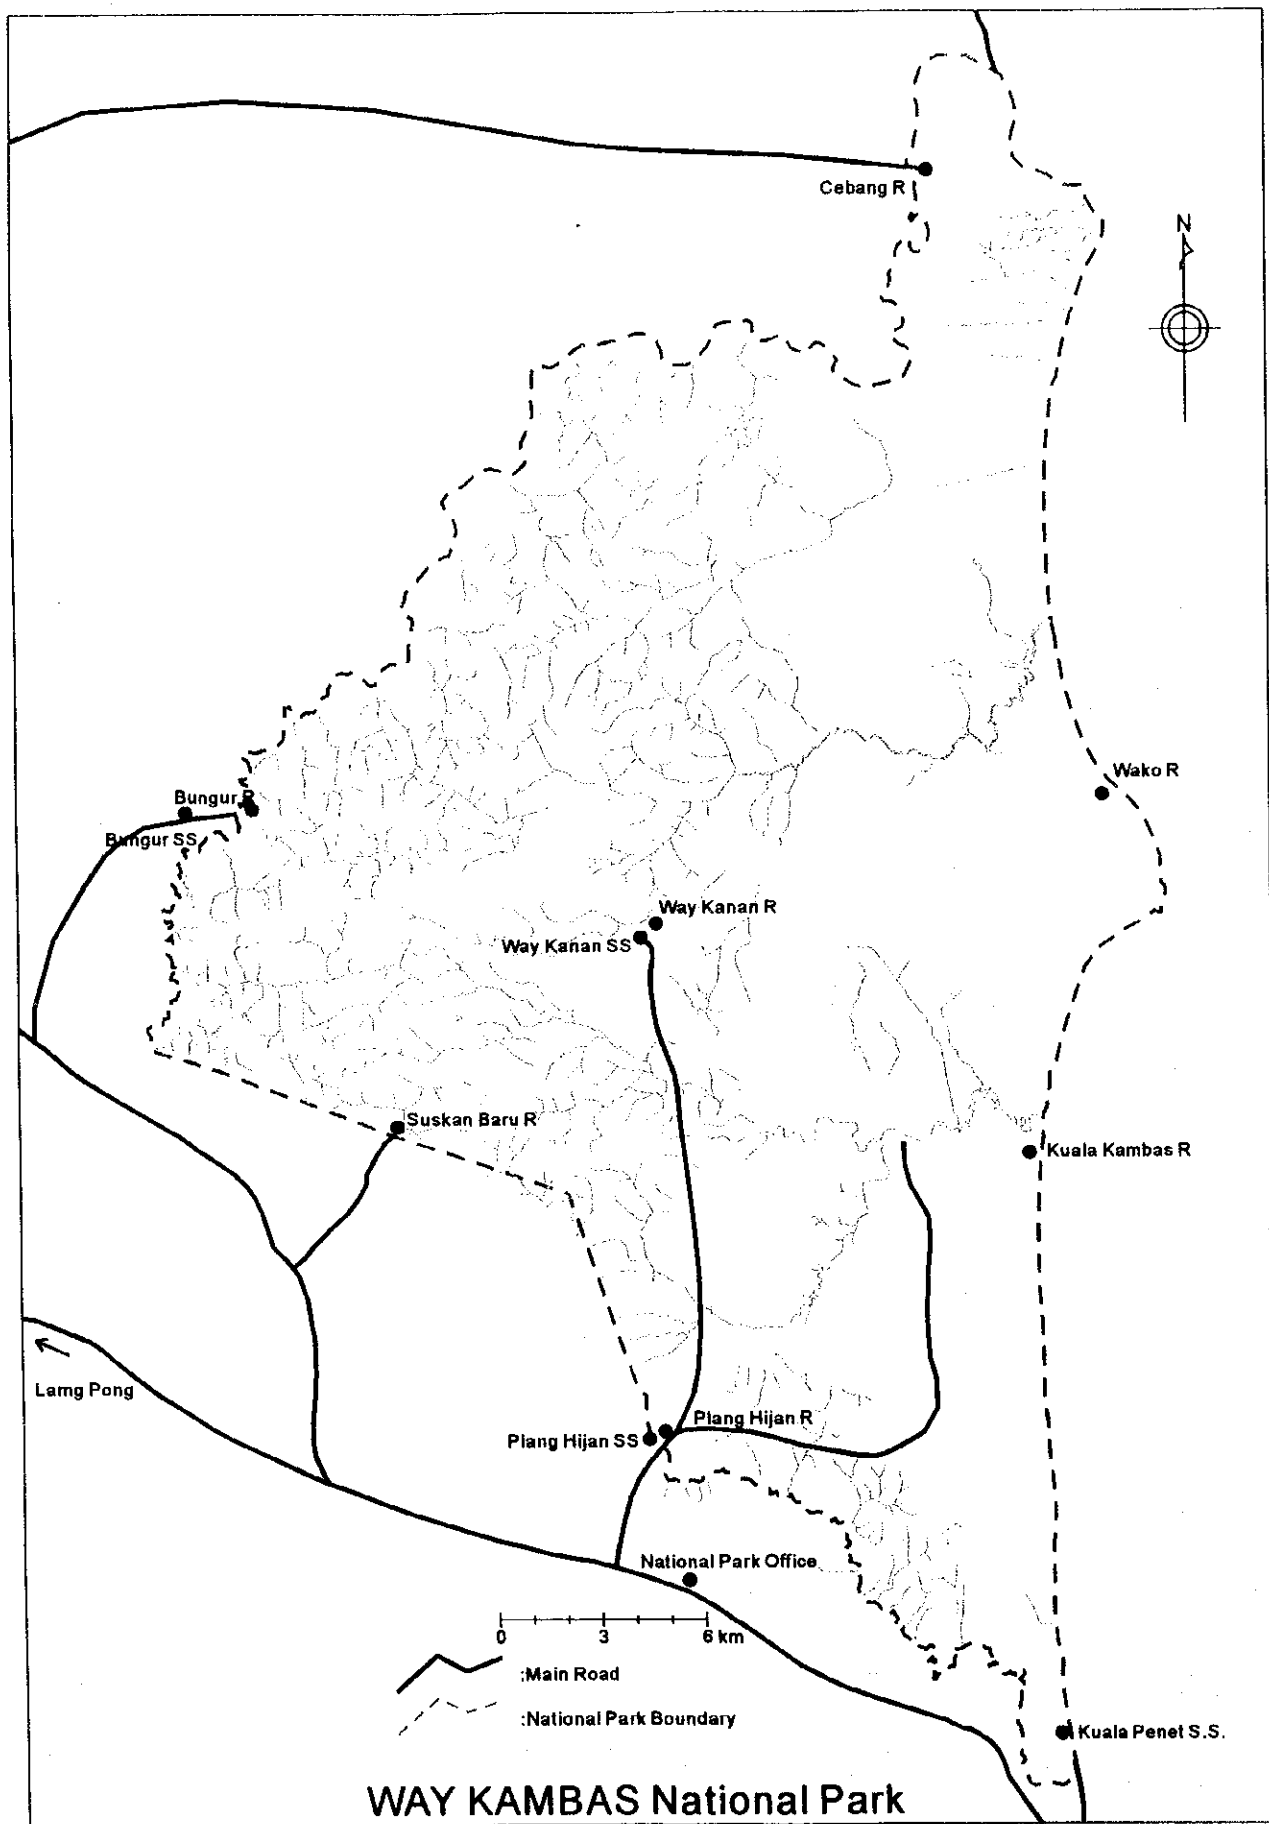 Cebang R
N
Wako R
Bungur R
Bungur SS
Way Kanan R
Way Kanan SS
Suskan Baru R
Kuala Kambas R
Lamg Pong
Plang Hijan R
Plang Hijan SS
National Park Office
0 3 6 km
:Main Road
:National Park Boundary
Kuala Penet S.S.
WAY KAMBAS National Park